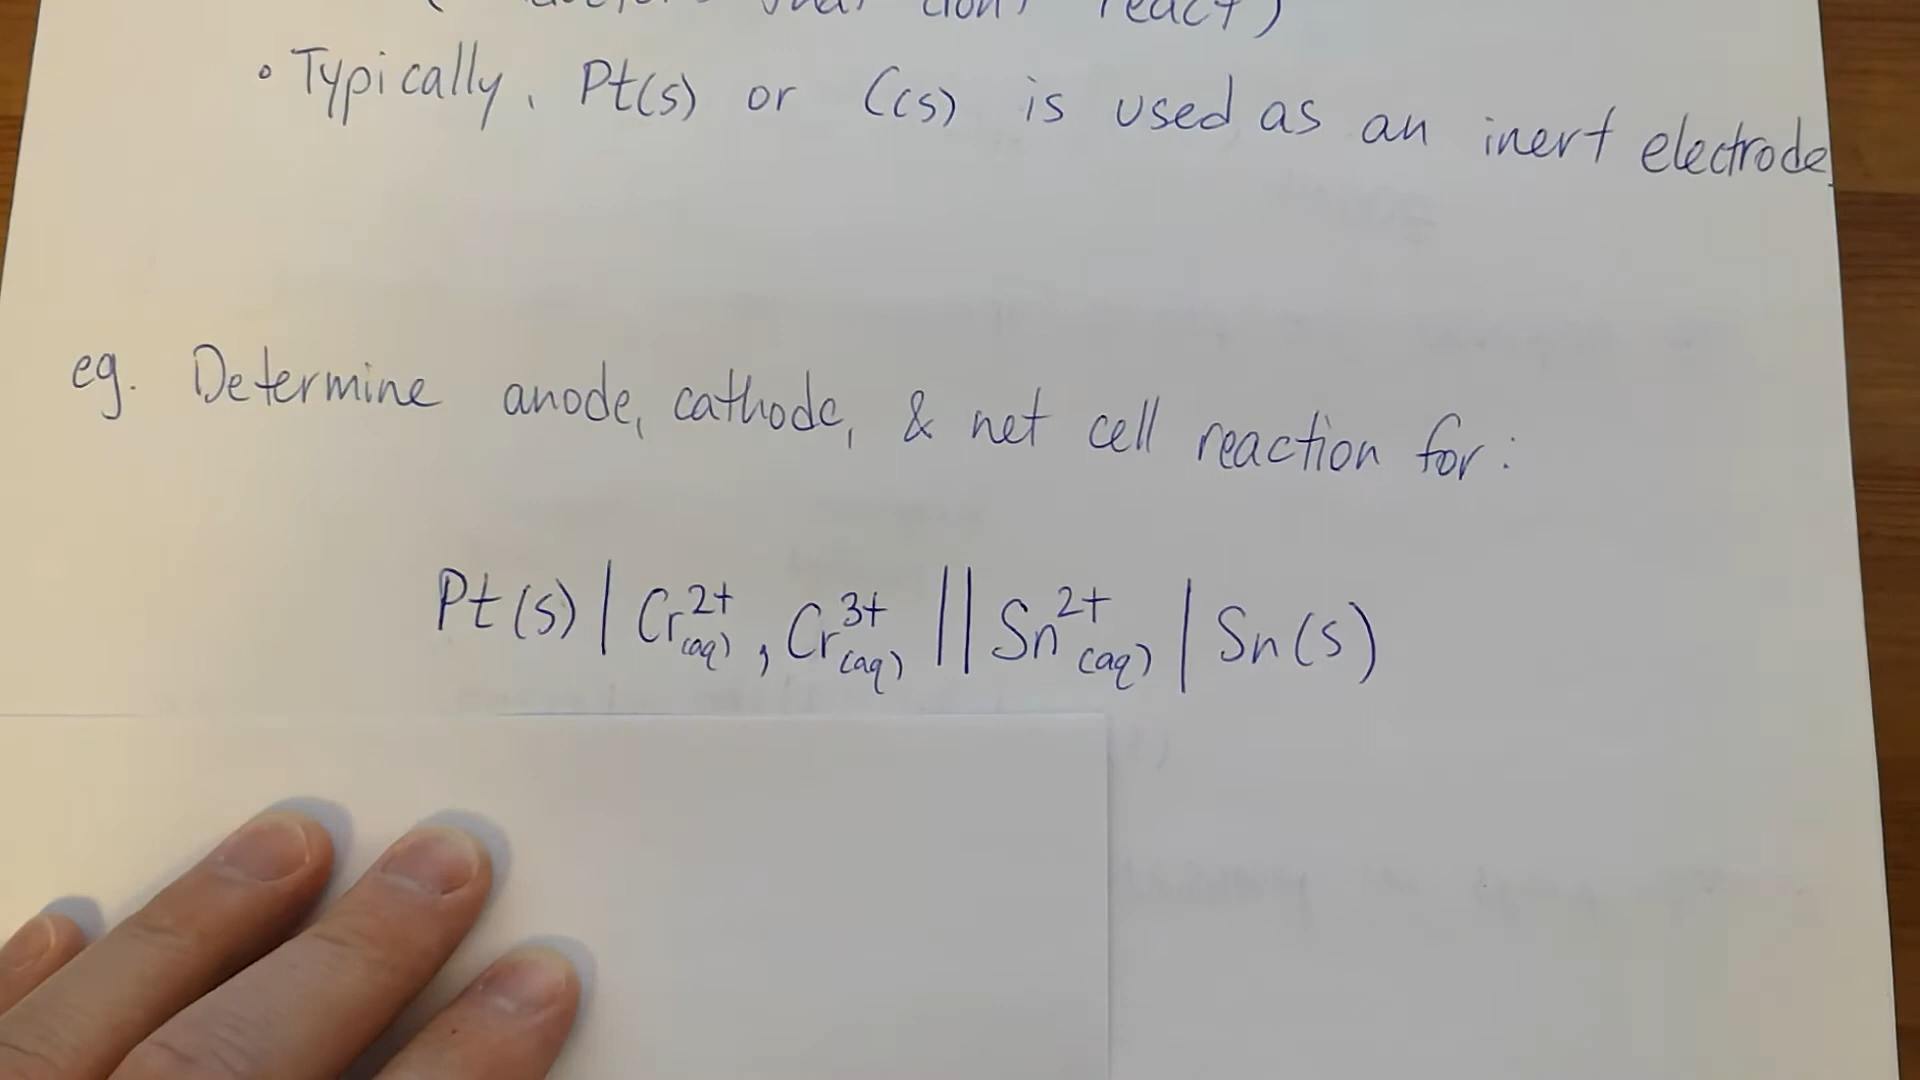 react)
• Typically, Pt(s) or C(s) is used as an inert electrode
eg. Determine anode, cathode, & net cell reaction for:
Pt(s) | Cr²⁺(aq), Cr³⁺(aq) || Sn²⁺(aq) | Sn(s)